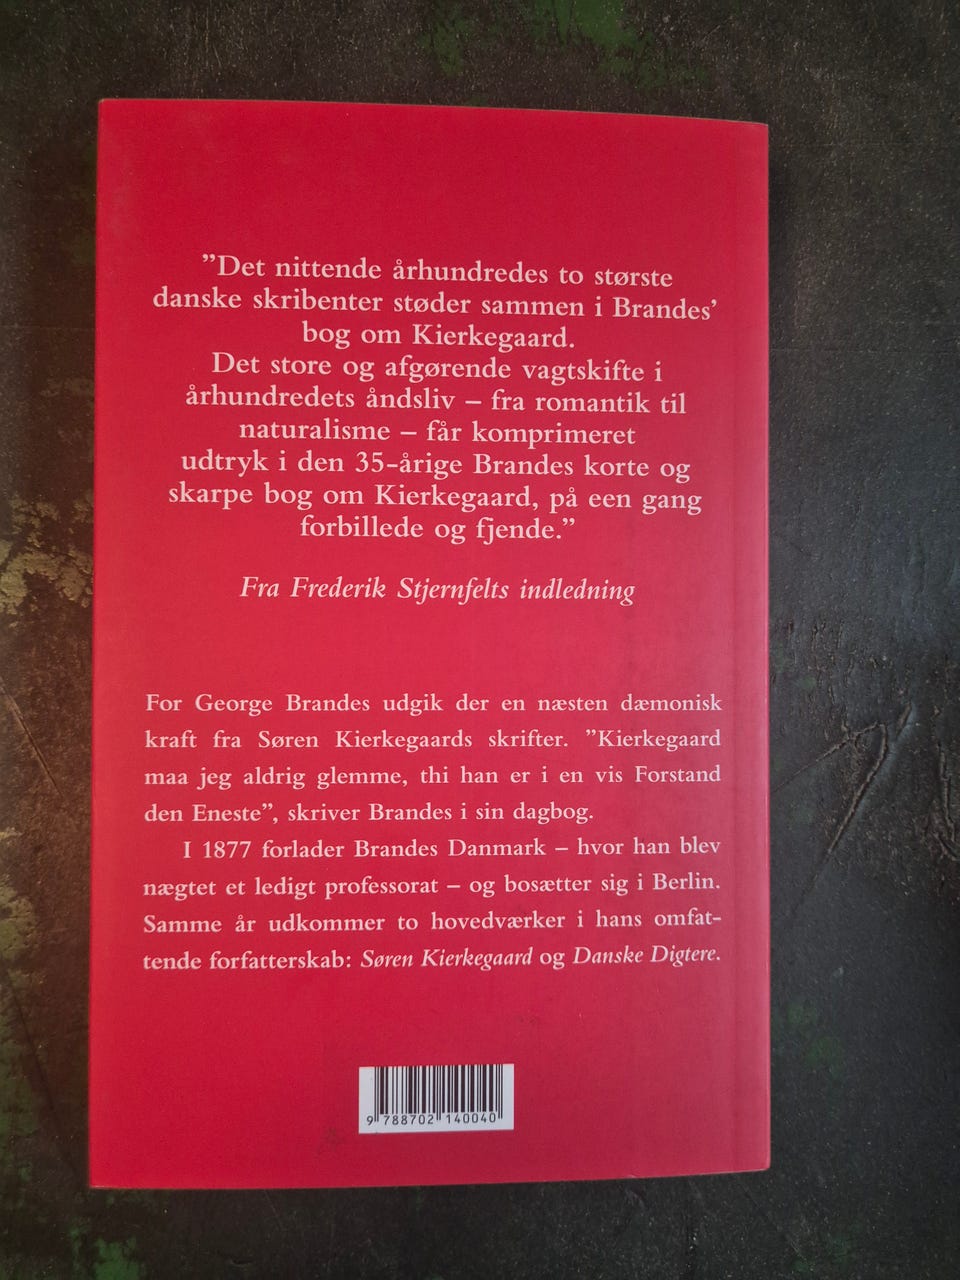 ”Det nittende århundredes to største
danske skribenter støder sammen i Brandes’
bog om Kierkegaard.
Det store og afgørende vagtskifte i
århundredets åndsliv – fra romantik til
naturalisme – får komprimeret
udtryk i den 35-årige Brandes korte og
skarpe bog om Kierkegaard, på een gang
forbillede og fjende.”
Fra Frederik Stjernfelts indledning
For George Brandes udgik der en næsten dæmonisk
kraft fra Søren Kierkegaards skrifter. ”Kierkegaard
maa jeg aldrig glemme, thi han er i en vis Forstand
den Eneste”, skriver Brandes i sin dagbog.
I 1877 forlader Brandes Danmark – hvor han blev
nægtet et ledigt professorat – og bosætter sig i Berlin.
Samme år udkommer to hovedværker i hans omfat-
tende forfatterskab: Søren Kierkegaard og Danske Digtere.
9 788702 140040